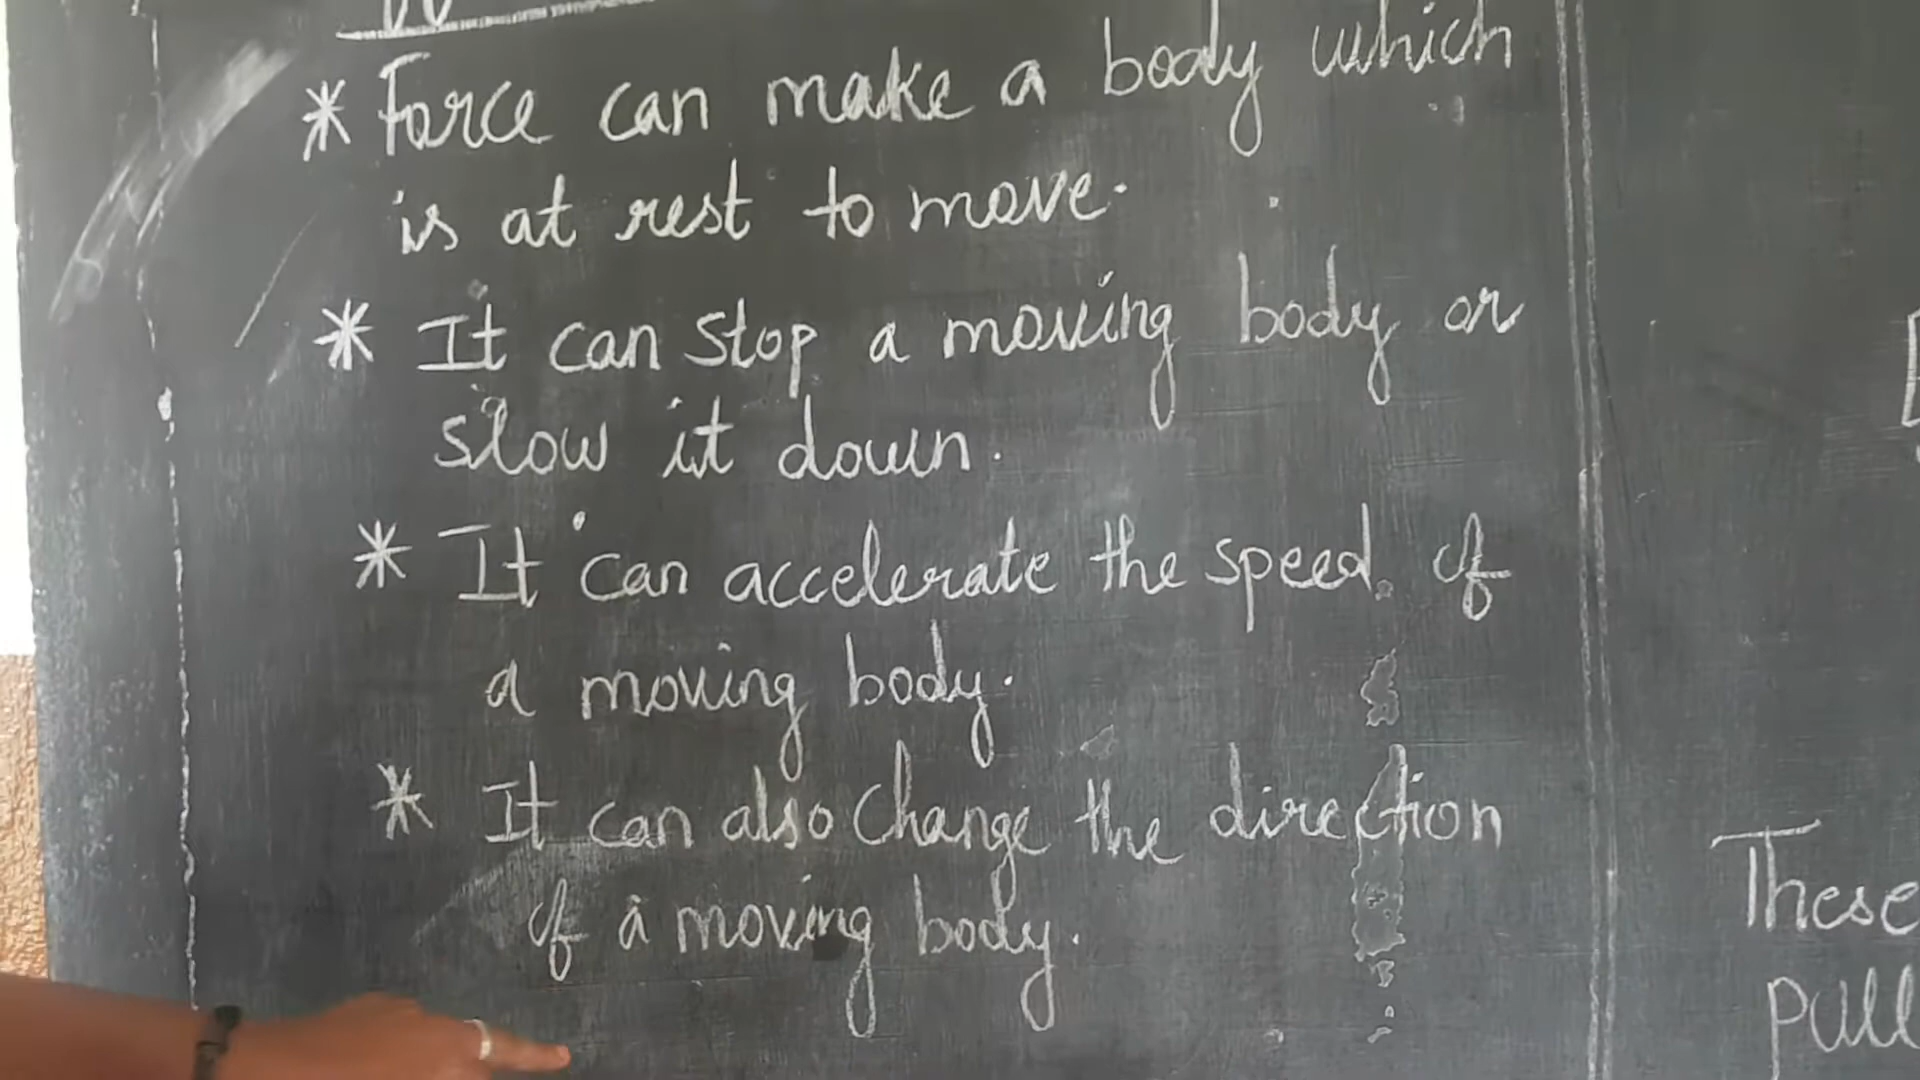 * Force can make a body which
is at rest to move.
* It can stop a moving body or
slow it down.
* It can accelerate the speed of
a moving body.
* It can also change the direction
of a moving body.
These
pull